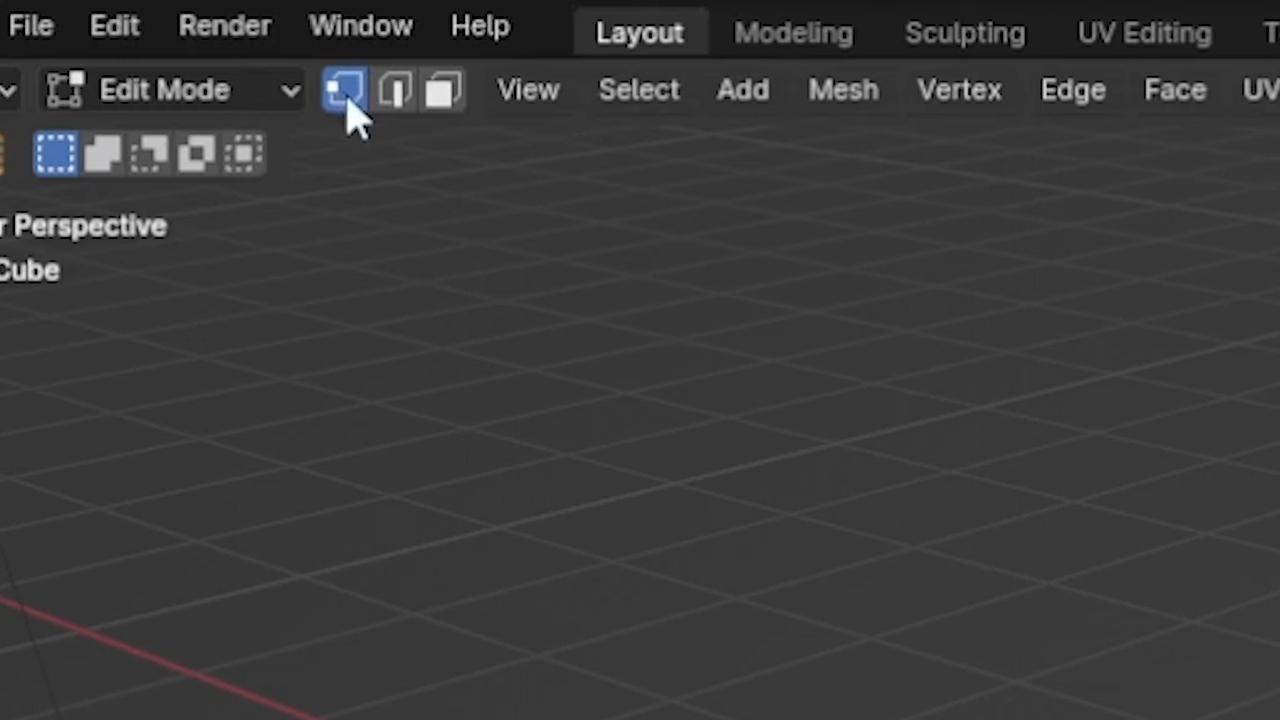 File Edit Render Window Help Layout Modeling Sculpting UV Editing
Edit Mode View Select Add Mesh Vertex Edge Face UV
Perspective
Cube